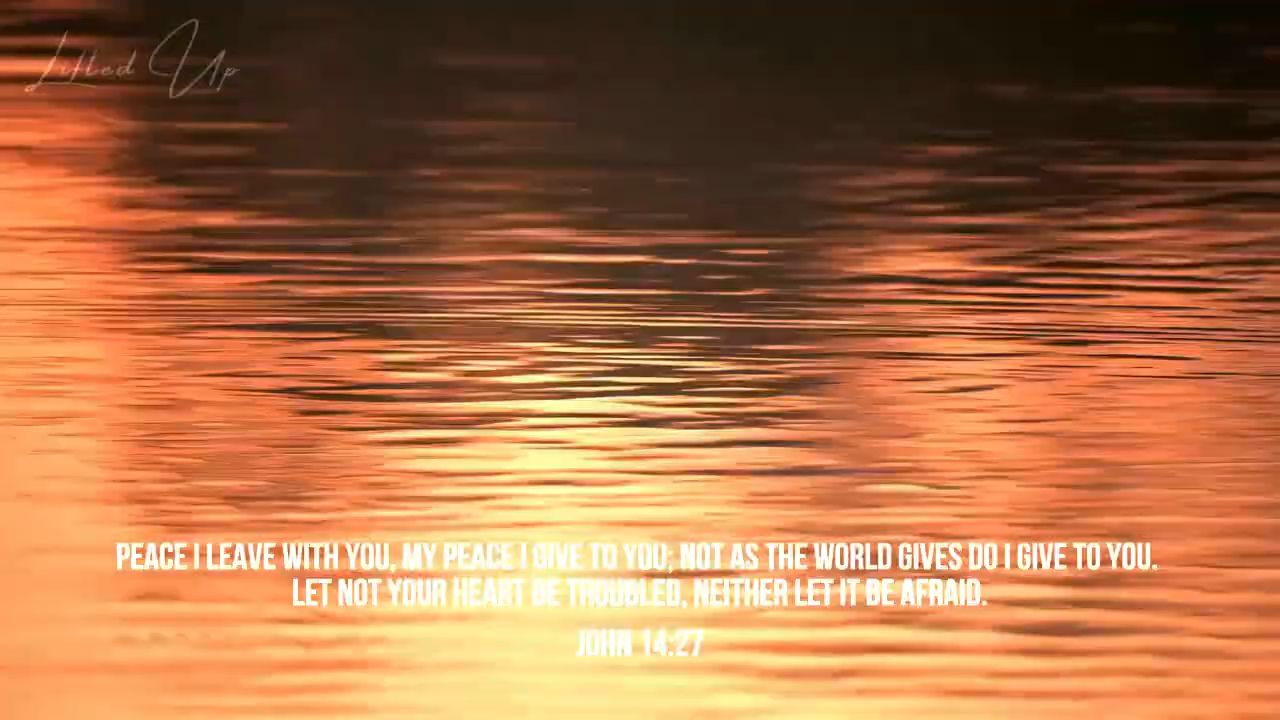 Lifted Up
PEACE I LEAVE WITH YOU, MY PEACE I GIVE TO YOU; NOT AS THE WORLD GIVES DO I GIVE TO YOU.
LET NOT YOUR HEART BE TROUBLED, NEITHER LET IT BE AFRAID.
JOHN 14:27